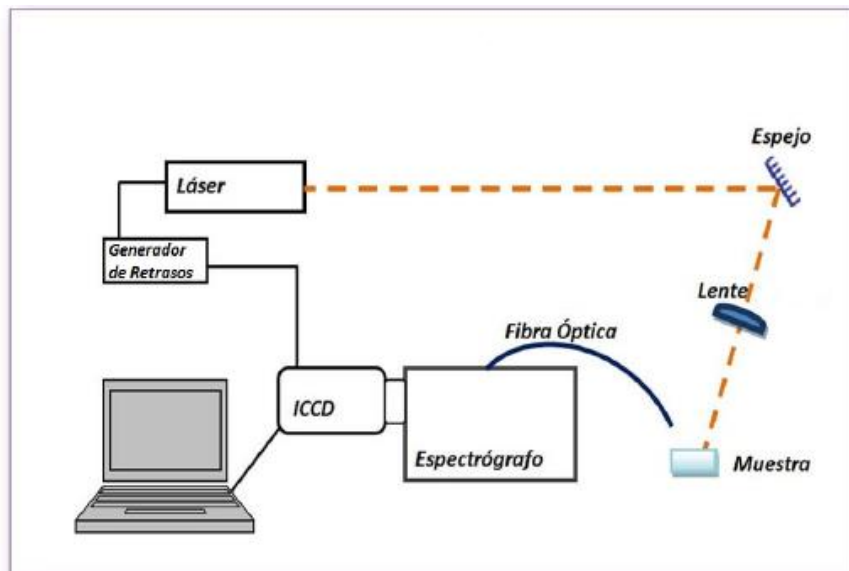 Espejo
Láser
Generador
de Retrasos
Lente
Fibra Óptica
ICCD
Espectrógrafo
Muestra